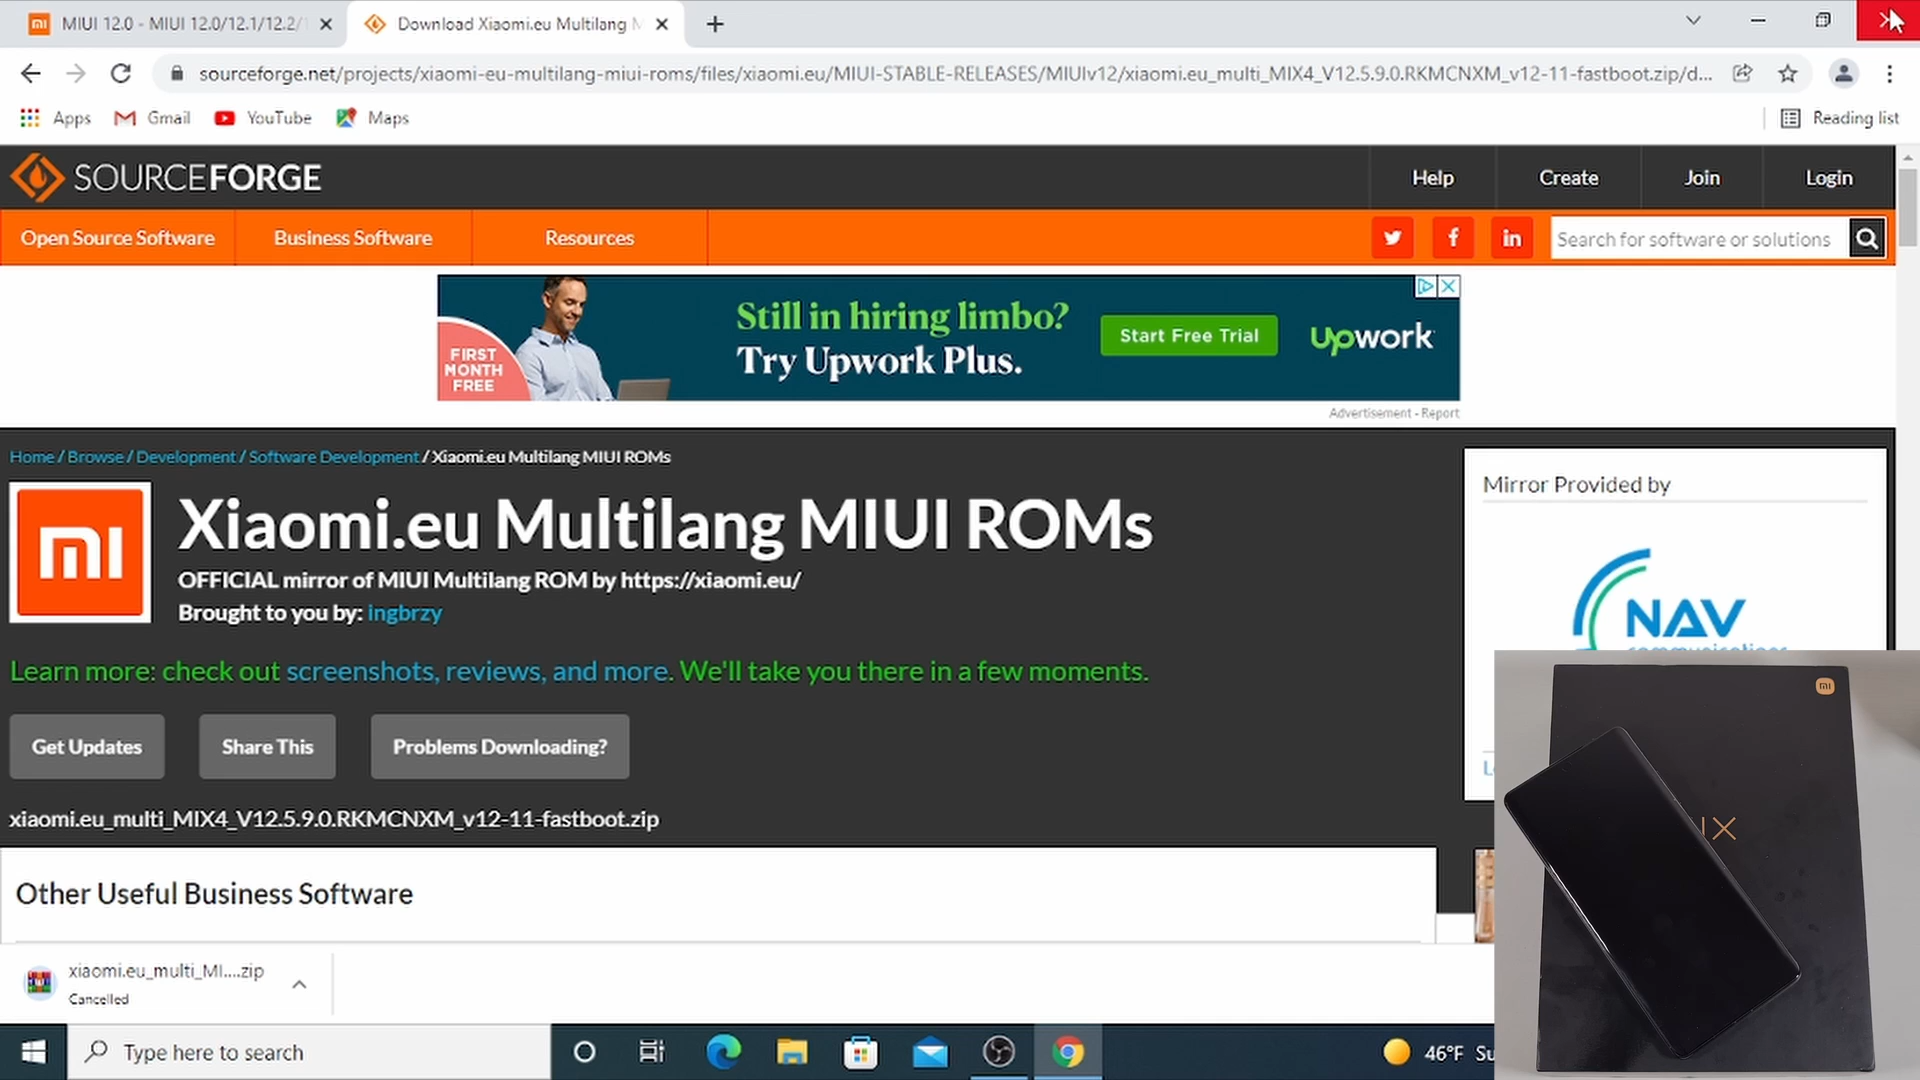 MIUI 12.0 - MIUI 12.0/12.1/12.2/
Download Xiaomi.eu Multilang
sourceforge.net/projects/xiaomi-eu-multilang-miui-roms/files/xiaomi.eu/MIUI-STABLE-RELEASES/MIUIv12/xiaomi.eu_multi_MIX4_V12.5.9.0.RKMCNXM_v12-11-fastboot.zip/d...
Apps Gmail YouTube Maps Reading list
SOURCEFORGE
Help Create Join Login
Open Source Software Business Software Resources
Search for software or solutions
FIRST
MONTH
FREE
Still in hiring limbo?
Try Upwork Plus.
Start Free Trial
upwork
Advertisement - Report
Home / Browse / Development / Software Development / Xiaomi.eu Multilang MIUI ROMs
Xiaomi.eu Multilang MIUI ROMs
OFFICIAL mirror of MIUI Multilang ROM by https://xiaomi.eu/
Brought to you by: ingbrzy
Mirror Provided by
NAV
Learn more: check out screenshots, reviews, and more. We'll take you there in a few moments.
Get Updates Share This Problems Downloading?
xiaomi.eu_multi_MIX4_V12.5.9.0.RKMCNXM_v12-11-fastboot.zip
Other Useful Business Software
xiaomi.eu_multi_MI....zip
Cancelled
Type here to search
46°F Su
IX